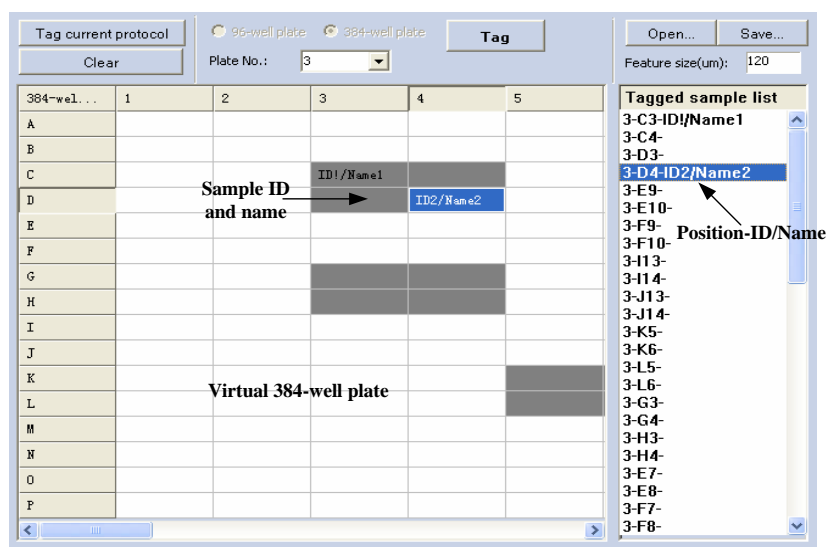 Tag current protocol
Clear
96-well plate
384-well plate
Plate No.:
3
Tag
Open...
Save...
Feature size(um):
120
384-wel...
1
2
3
4
5
A
B
C
D
E
F
G
H
I
J
K
L
M
N
O
P
ID!/Name1
ID2/Name2
Sample ID
and name
Virtual 384-well plate
Tagged sample list
3-C3-ID!/Name1
3-C4-
3-D3-
3-D4-ID2/Name2
3-E9-
3-E10-
3-F9-
3-F10-
3-I13-
3-I14-
3-J13-
3-J14-
3-K5-
3-K6-
3-L5-
3-L6-
3-G3-
3-G4-
3-H3-
3-H4-
3-E7-
3-E8-
3-F7-
3-F8-
Position-ID/Name